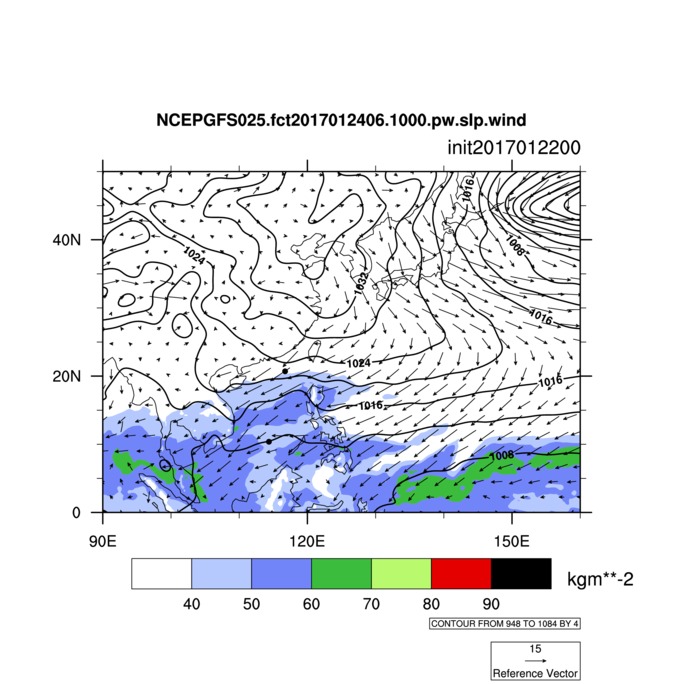 NCEPGFS025.fct2017012406.1000.pw.slp.wind
init2017012200
1016
1008
40N
1024
1032
1016
1024
20N
1016
1016
1008
0
90E 120E 150E
kgm**-2
40 50 60 70 80 90
CONTOUR FROM 948 TO 1084 BY 4
15
Reference Vector